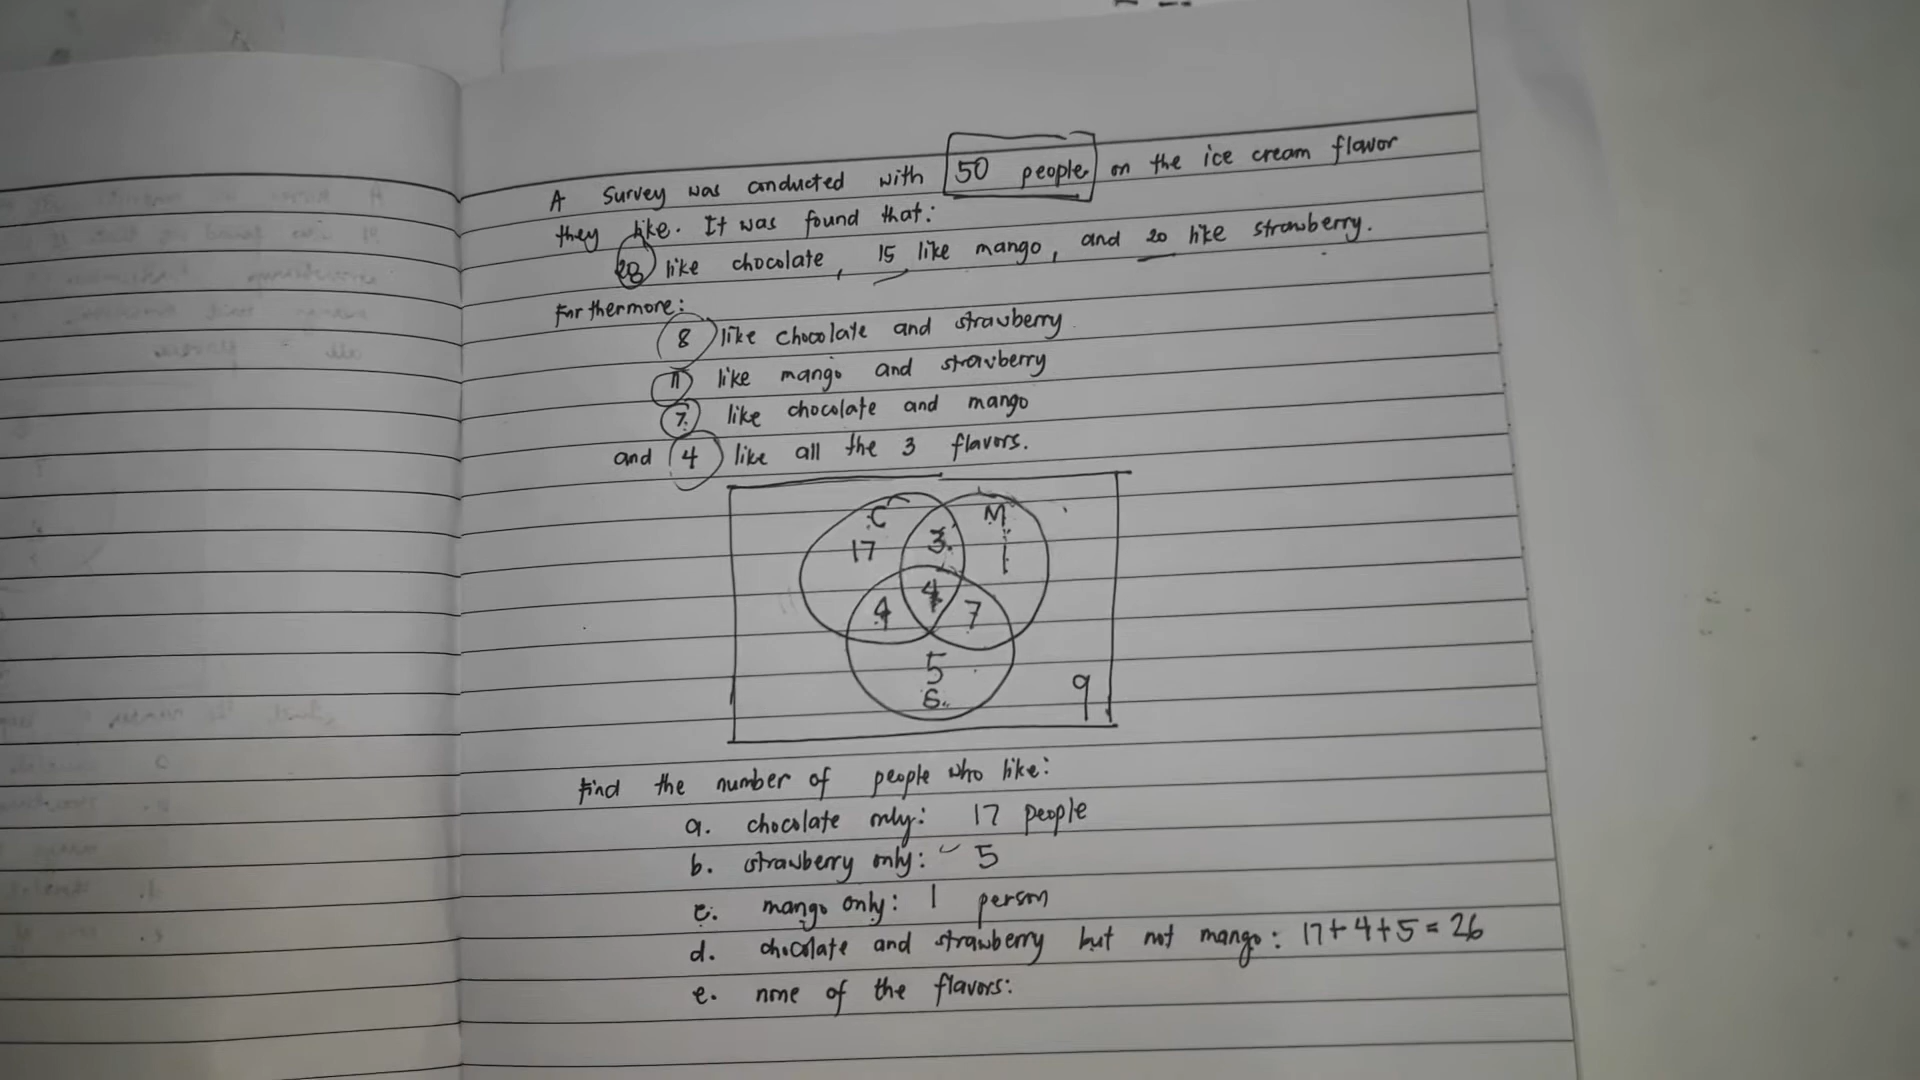 A survey was conducted with 50 people on the ice cream flavor
they like. It was found that:
28 like chocolate, 15 like mango, and 20 like strawberry.
Furthermore:
8 like chocolate and strawberry
11 like mango and strawberry
7 like chocolate and mango
and 4 like all the 3 flavors.
C M
17 3 1
4 4 7
5
S
9
Find the number of people who like:
a. chocolate only: 17 people
b. strawberry only: 5
c. mango only: 1 person
d. chocolate and strawberry but not mango: 17+4+5=26
e. none of the flavors: